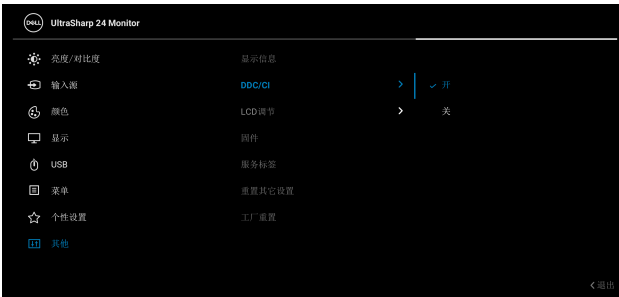 DELL UltraSharp 24 Monitor
亮度/对比度 显示信息
输入源 DDC/CI 开
颜色 LCD调节 关
显示 固件
USB 服务标签
菜单 重置其它设置
个性设置 工厂重置
其他
退出